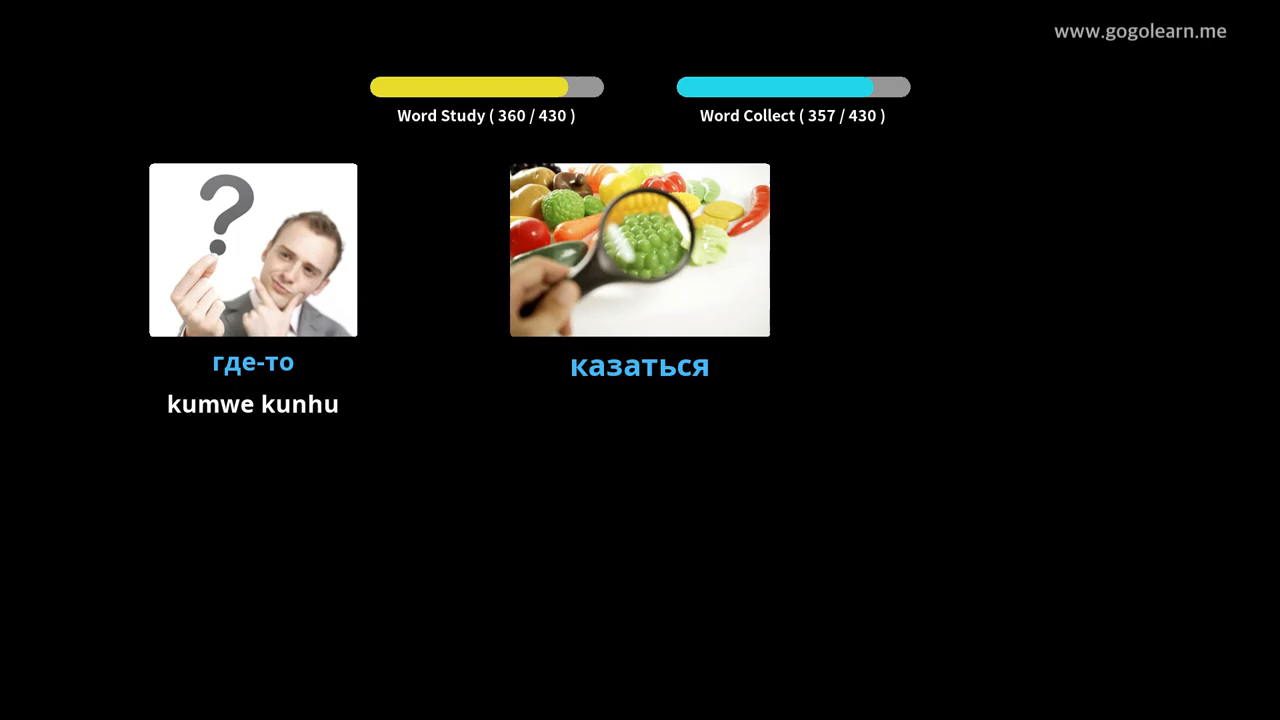 www.gogolearn.me
Word Study ( 360 / 430 )
Word Collect ( 357 / 430 )
где-то
kumwe kunhu
казаться